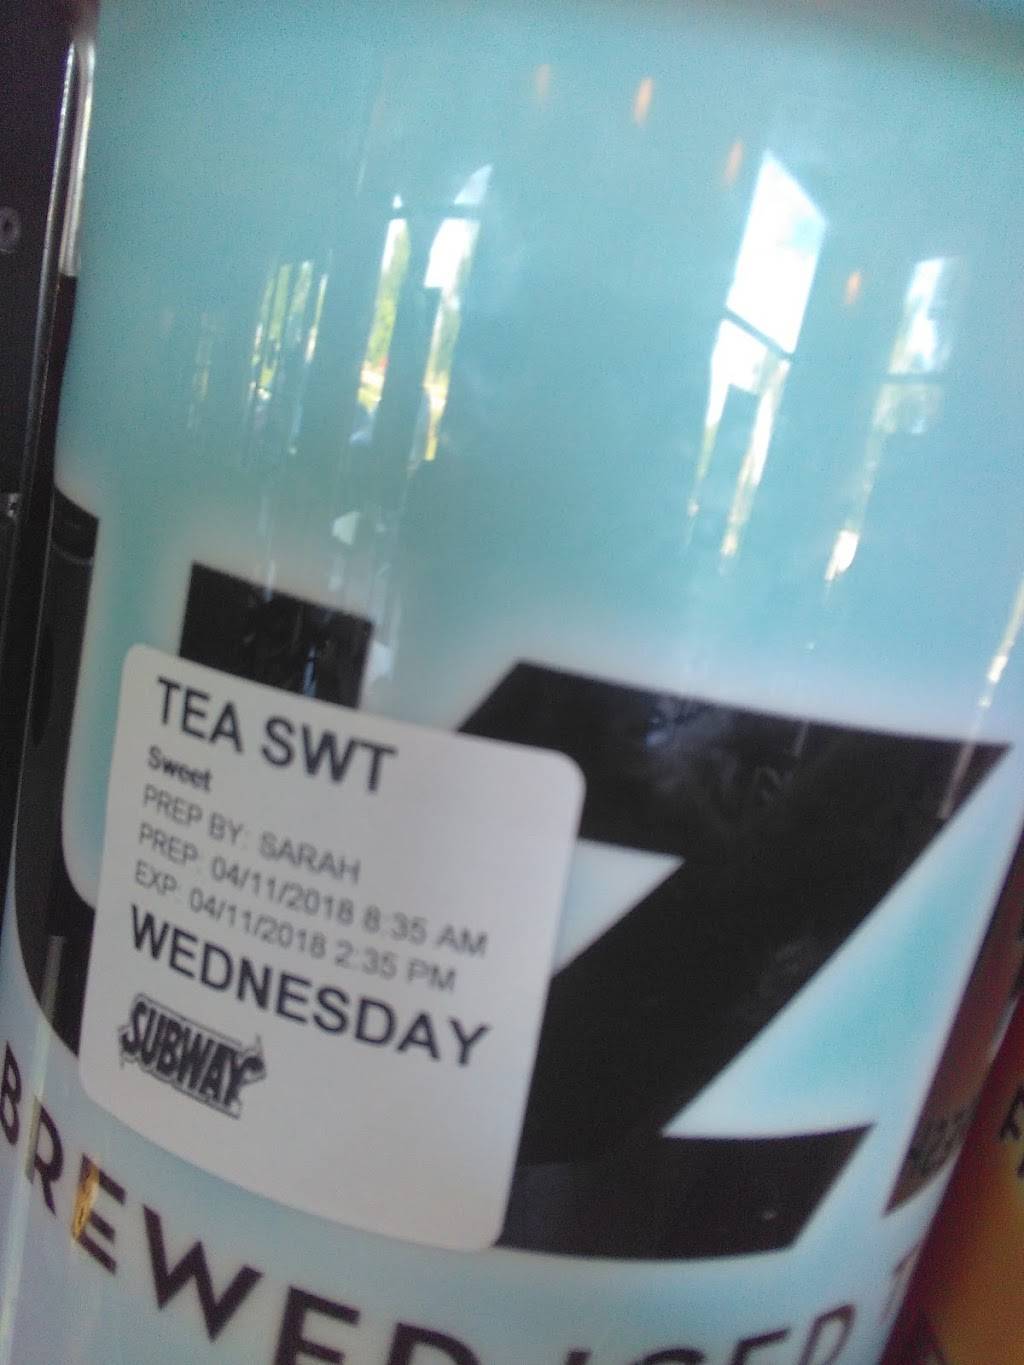 TEA SWT
Sweet
PREP BY: SARAH
PREP: 04/11/2018 8:35 AM
EXP: 04/11/2018 2:35 PM
WEDNESDAY
SUBWAY
BREWED ICED